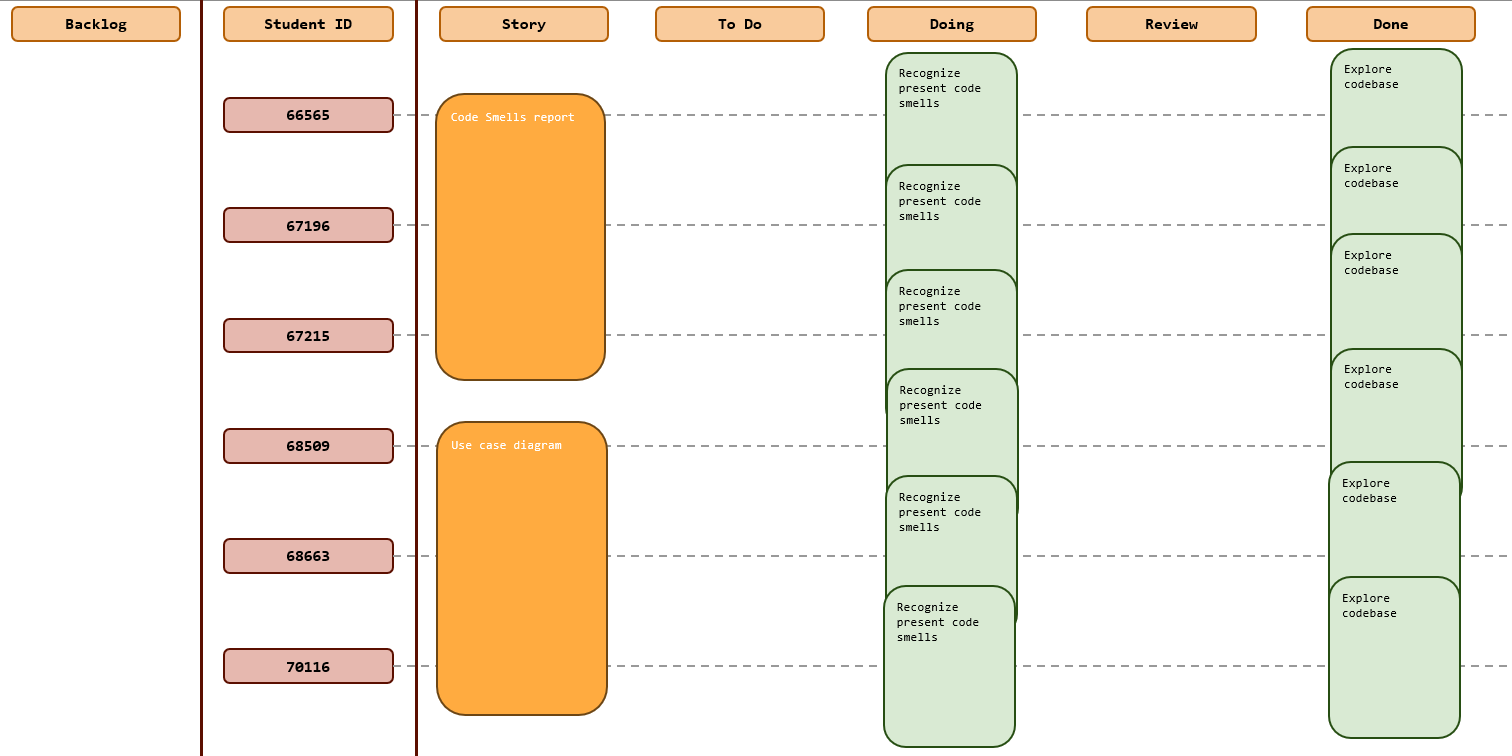 Backlog
Student ID
Story
To Do
Doing
Review
Done
66565
67196
67215
68509
68663
70116
Code Smells report
Use case diagram
Recognize
present code
smells
Recognize
present code
smells
Recognize
present code
smells
Recognize
present code
smells
Recognize
present code
smells
Recognize
present code
smells
Explore
codebase
Explore
codebase
Explore
codebase
Explore
codebase
Explore
codebase
Explore
codebase